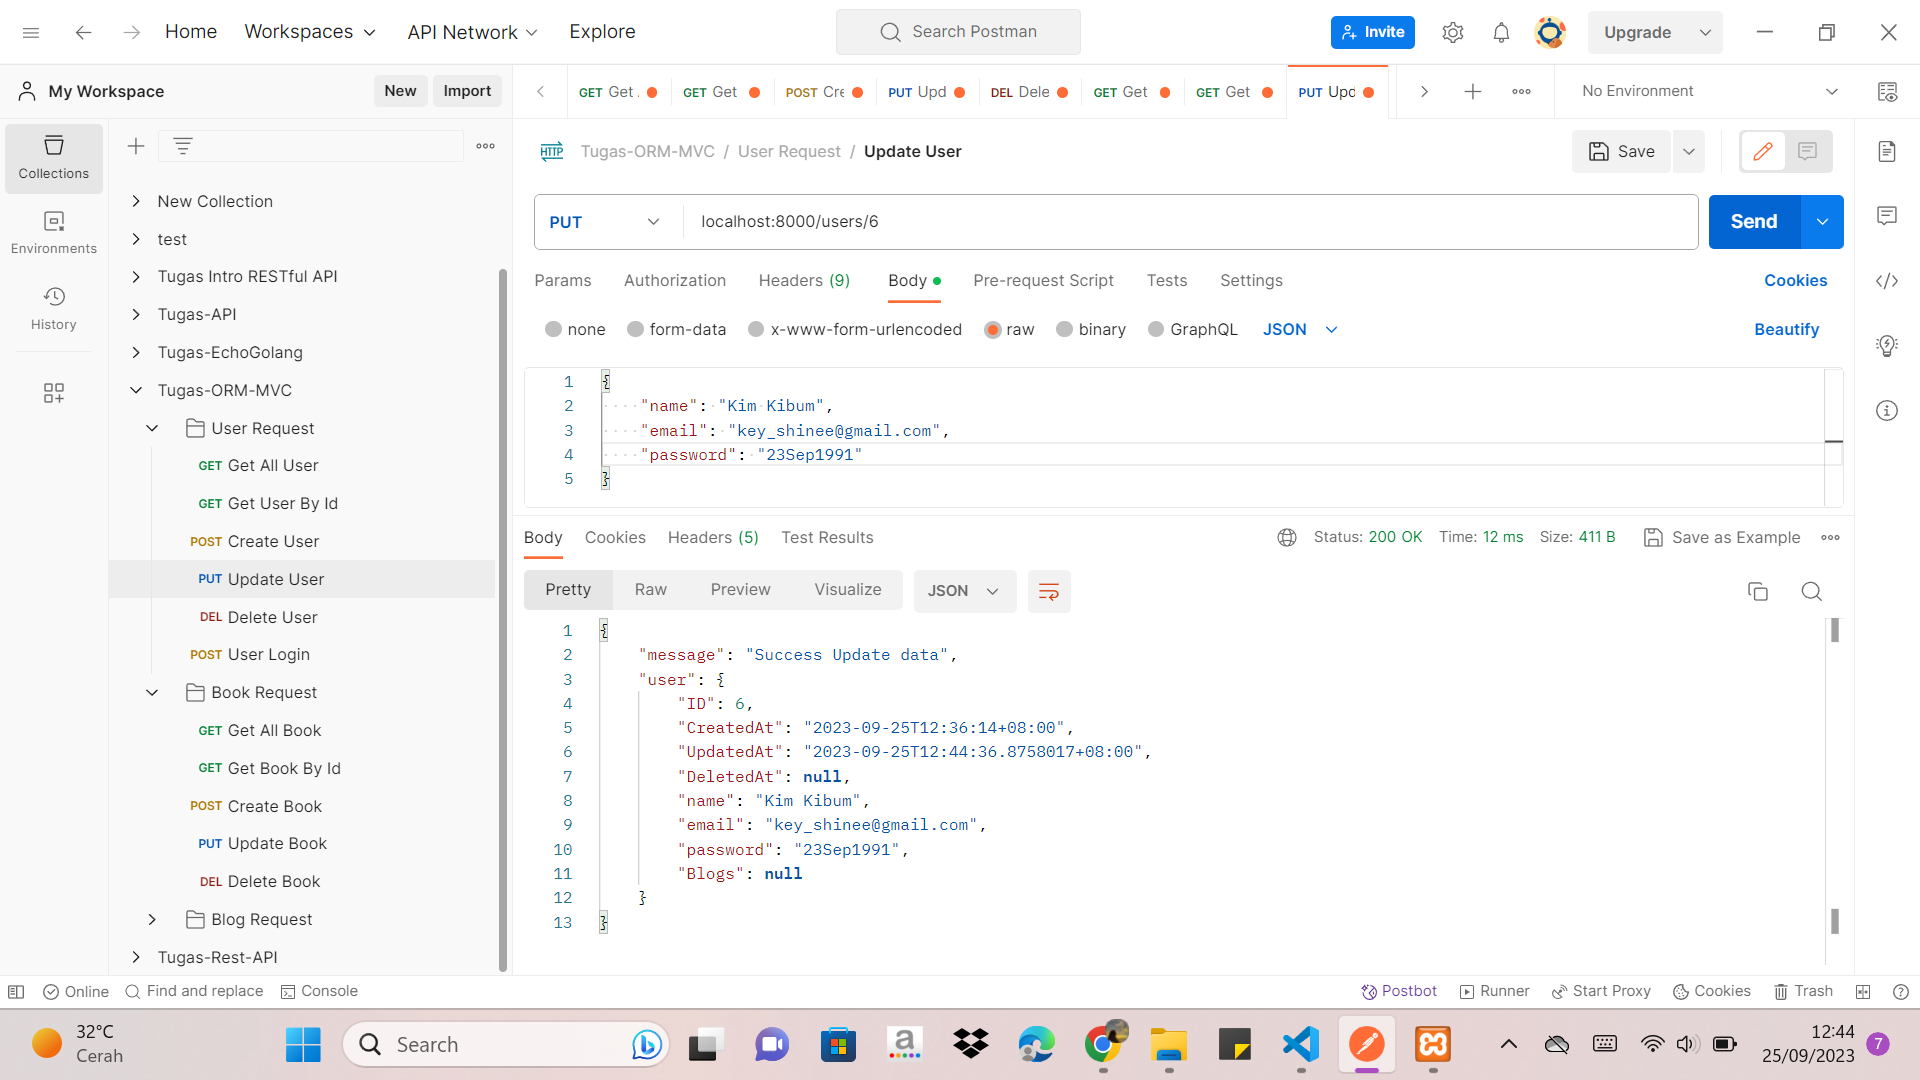 Home Workspaces API Network Explore Search Postman Invite Upgrade
My Workspace New Import
GET Get . GET Get POST Cre PUT Upd DEL Dele GET Get GET Get PUT Upd No Environment
Collections
Environments
History
New Collection
test
Tugas Intro RESTful API
Tugas-API
Tugas-EchoGolang
Tugas-ORM-MVC
User Request
GET Get All User
GET Get User By Id
POST Create User
PUT Update User
DEL Delete User
POST User Login
Book Request
GET Get All Book
GET Get Book By Id
POST Create Book
PUT Update Book
DEL Delete Book
Blog Request
Tugas-Rest-API
HTTP Tugas-ORM-MVC / User Request / Update User Save
PUT localhost:8000/users/6 Send
Params Authorization Headers (9) Body Pre-request Script Tests Settings Cookies
none form-data x-www-form-urlencoded raw binary GraphQL JSON Beautify
1 {
2 "name": "Kim Kibum",
3 "email": "key_shinee@gmail.com",
4 "password": "23Sep1991"
5 }
Body Cookies Headers (5) Test Results Status: 200 OK Time: 12 ms Size: 411 B Save as Example
Pretty Raw Preview Visualize JSON
1 {
2 "message": "Success Update data",
3 "user": {
4 "ID": 6,
5 "CreatedAt": "2023-09-25T12:36:14+08:00",
6 "UpdatedAt": "2023-09-25T12:44:36.8758017+08:00",
7 "DeletedAt": null,
8 "name": "Kim Kibum",
9 "email": "key_shinee@gmail.com",
10 "password": "23Sep1991",
11 "Blogs": null
12 }
13 }
Online Find and replace Console Postbot Runner Start Proxy Cookies Trash
32°C
Cerah
Search
a
12:44
25/09/2023
7